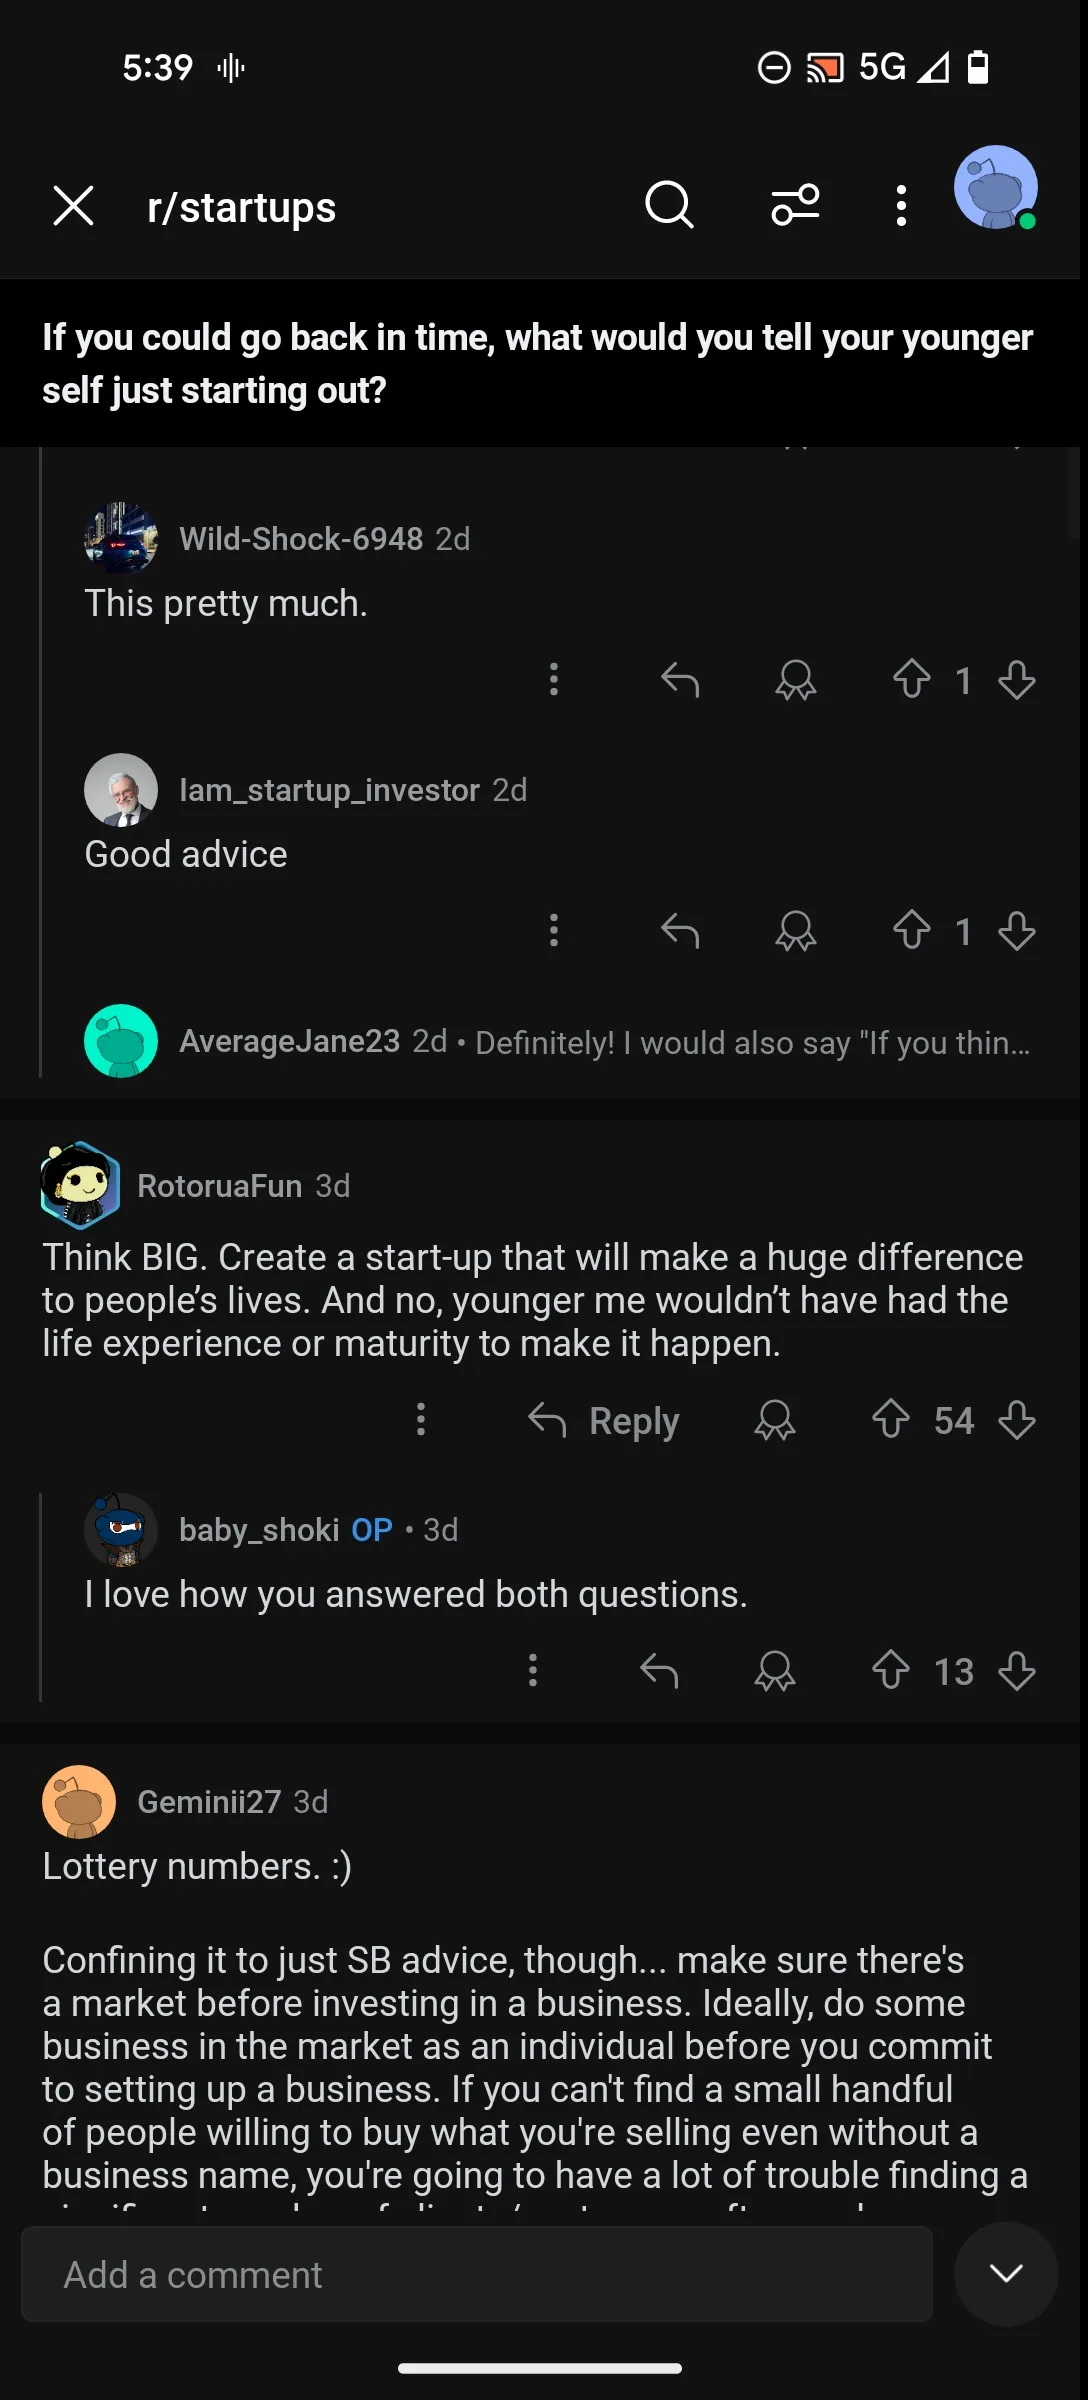 5:39
5G
r/startups
If you could go back in time, what would you tell your younger
self just starting out?
Wild-Shock-6948 2d
This pretty much.
1
Iam_startup_investor 2d
Good advice
1
AverageJane23 2d • Definitely! I would also say "If you thin...
RotoruaFun 3d
Think BIG. Create a start-up that will make a huge difference
to people’s lives. And no, younger me wouldn’t have had the
life experience or maturity to make it happen.
Reply 54
baby_shoki OP • 3d
I love how you answered both questions.
13
Geminii27 3d
Lottery numbers. :)
Confining it to just SB advice, though... make sure there's
a market before investing in a business. Ideally, do some
business in the market as an individual before you commit
to setting up a business. If you can't find a small handful
of people willing to buy what you're selling even without a
business name, you're going to have a lot of trouble finding a
Add a comment